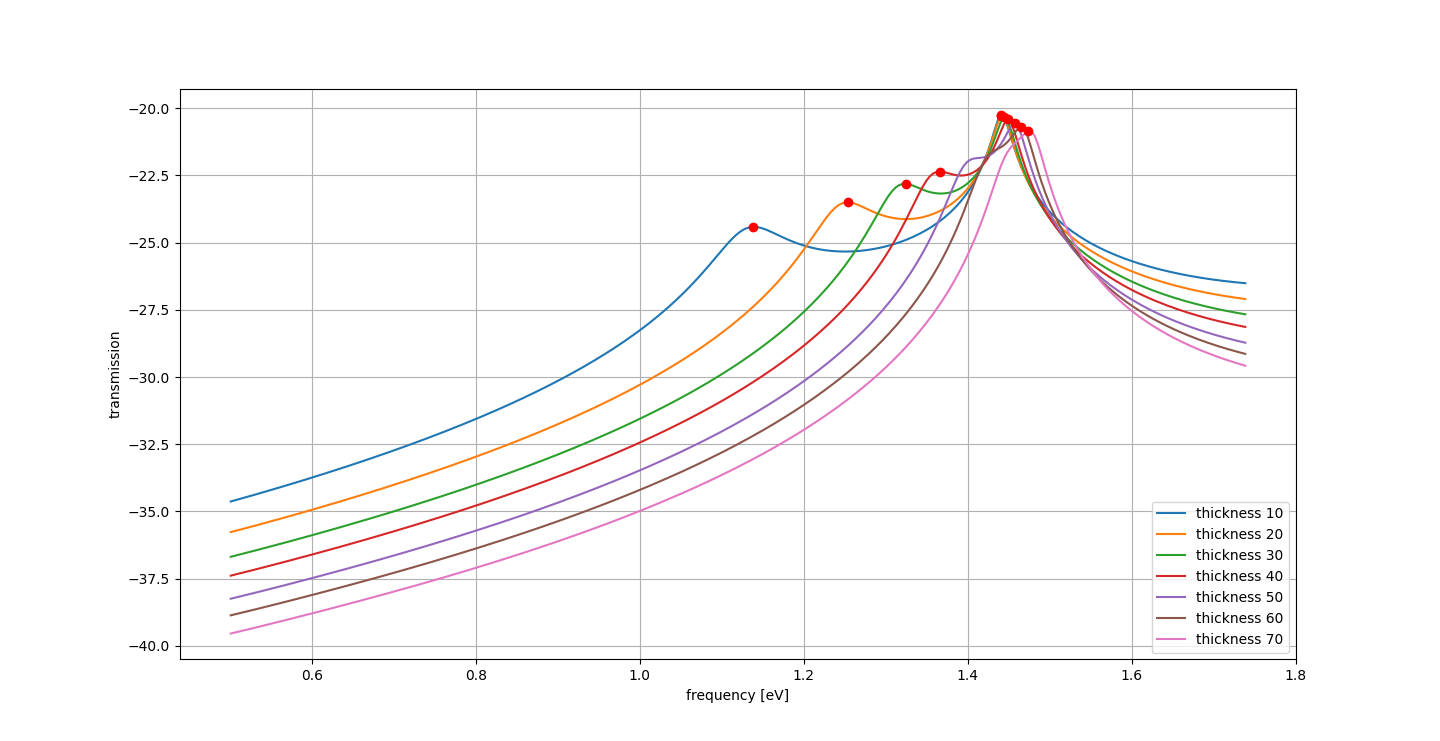 −20.0
−22.5
−25.0
−27.5
−30.0
−32.5
−35.0
−37.5
−40.0
transmission
0.6
0.8
1.0
1.2
1.4
1.6
1.8
frequency [eV]
thickness 10
thickness 20
thickness 30
thickness 40
thickness 50
thickness 60
thickness 70